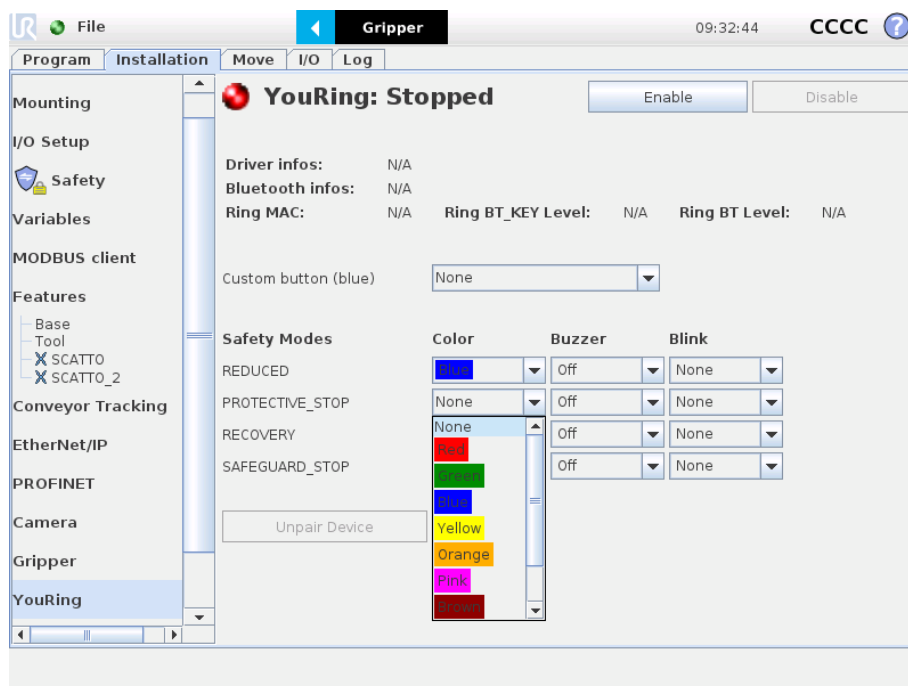 UR File Gripper 09:32:44 CCCC ?
Program Installation Move I/O Log
Mounting
I/O Setup
Safety
Variables
MODBUS client
Features
Base
Tool
SCATTO
SCATTO_2
Conveyor Tracking
EtherNet/IP
PROFINET
Camera
Gripper
YouRing
YouRing: Stopped Enable Disable
Driver infos: N/A
Bluetooth infos: N/A
Ring MAC: N/A Ring BT_KEY Level: N/A Ring BT Level: N/A
Custom button (blue) None
Safety Modes Color Buzzer Blink
REDUCED Blue Off None
PROTECTIVE_STOP None Off None
RECOVERY Off None
SAFEGUARD_STOP Off None
None
Red
Green
Blue
Yellow
Orange
Pink
Brown
Unpair Device